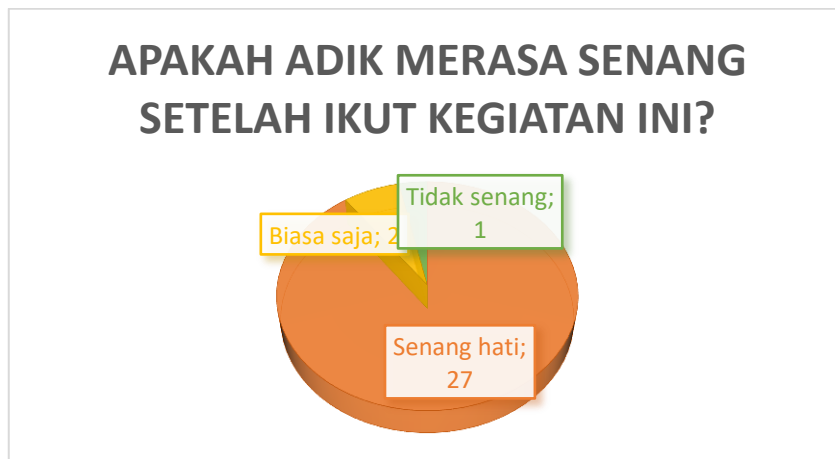 APAKAH ADIK MERASA SENANG
SETELAH IKUT KEGIATAN INI?
Tidak senang;
1
Biasa saja; 2
Senang hati;
27